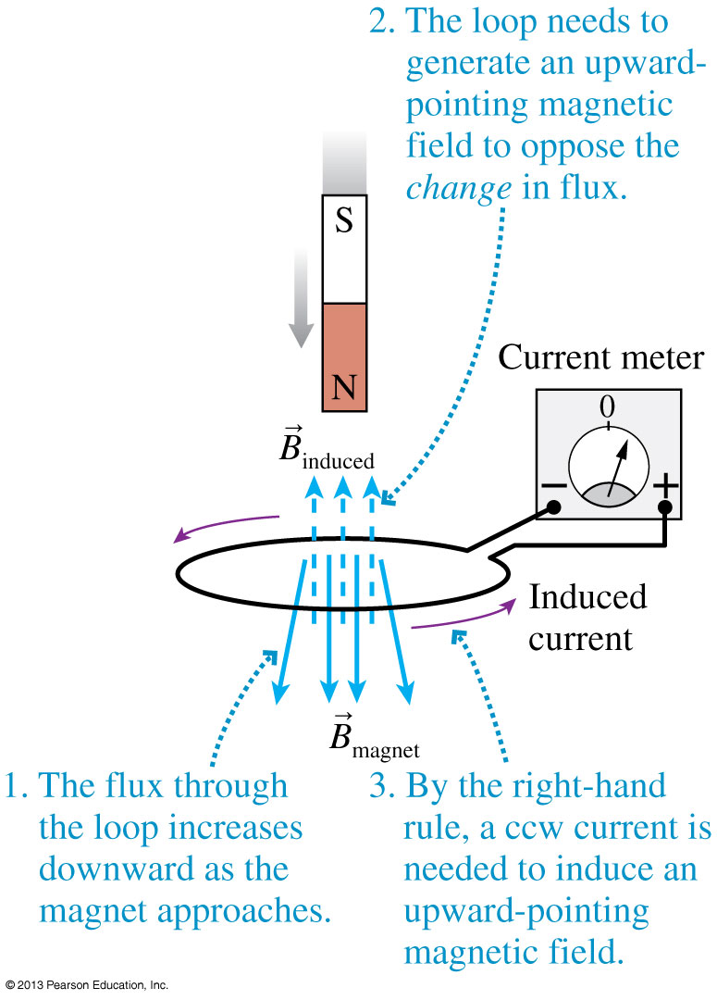 2. The loop needs to
generate an upward-
pointing magnetic
field to oppose the
change in flux.
S
N
Current meter
0
− +
B⃗induced
Induced
current
B⃗magnet
1. The flux through
the loop increases
downward as the
magnet approaches.
3. By the right-hand
rule, a ccw current is
needed to induce an
upward-pointing
magnetic field.
© 2013 Pearson Education, Inc.